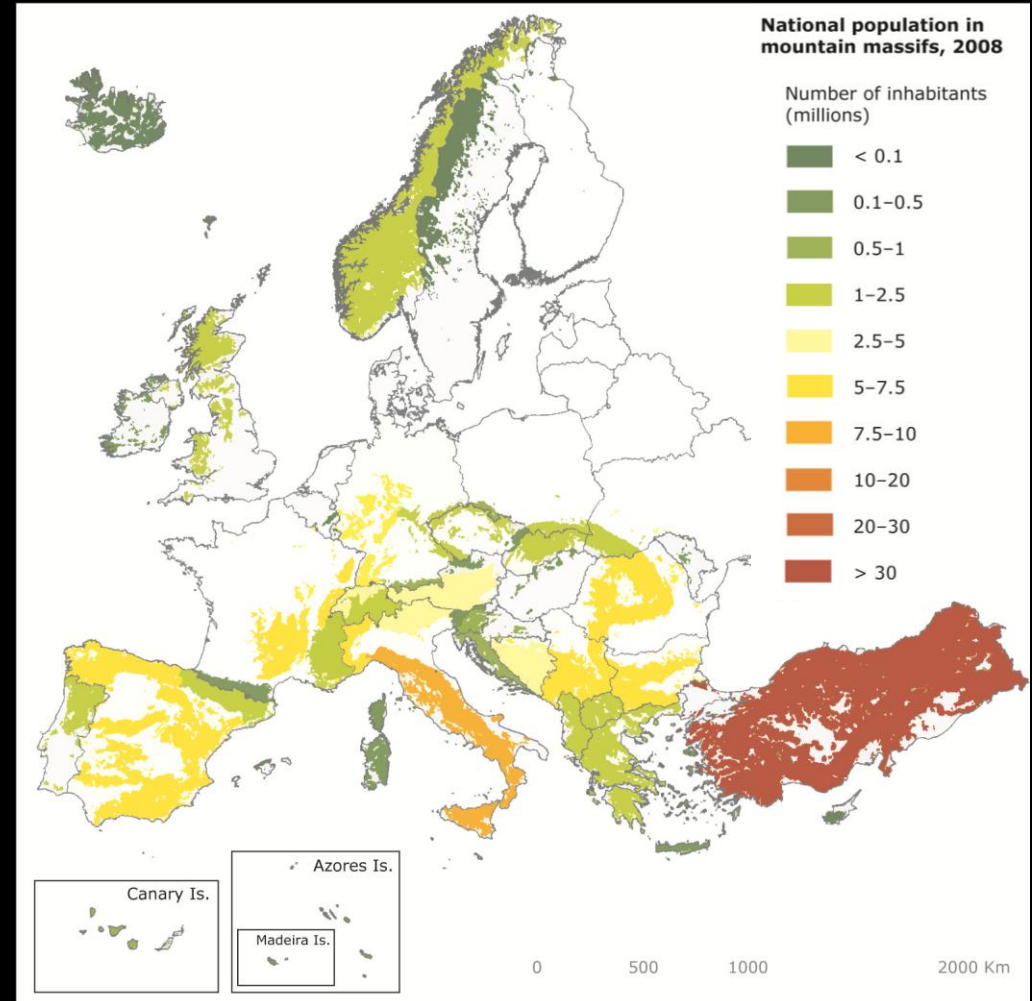 National population in
mountain massifs, 2008
Number of inhabitants
(millions)
< 0.1
0.1–0.5
0.5–1
1–2.5
2.5–5
5–7.5
7.5–10
10–20
20–30
> 30
Azores Is.
Canary Is.
Madeira Is.
0 500 1000 2000 Km